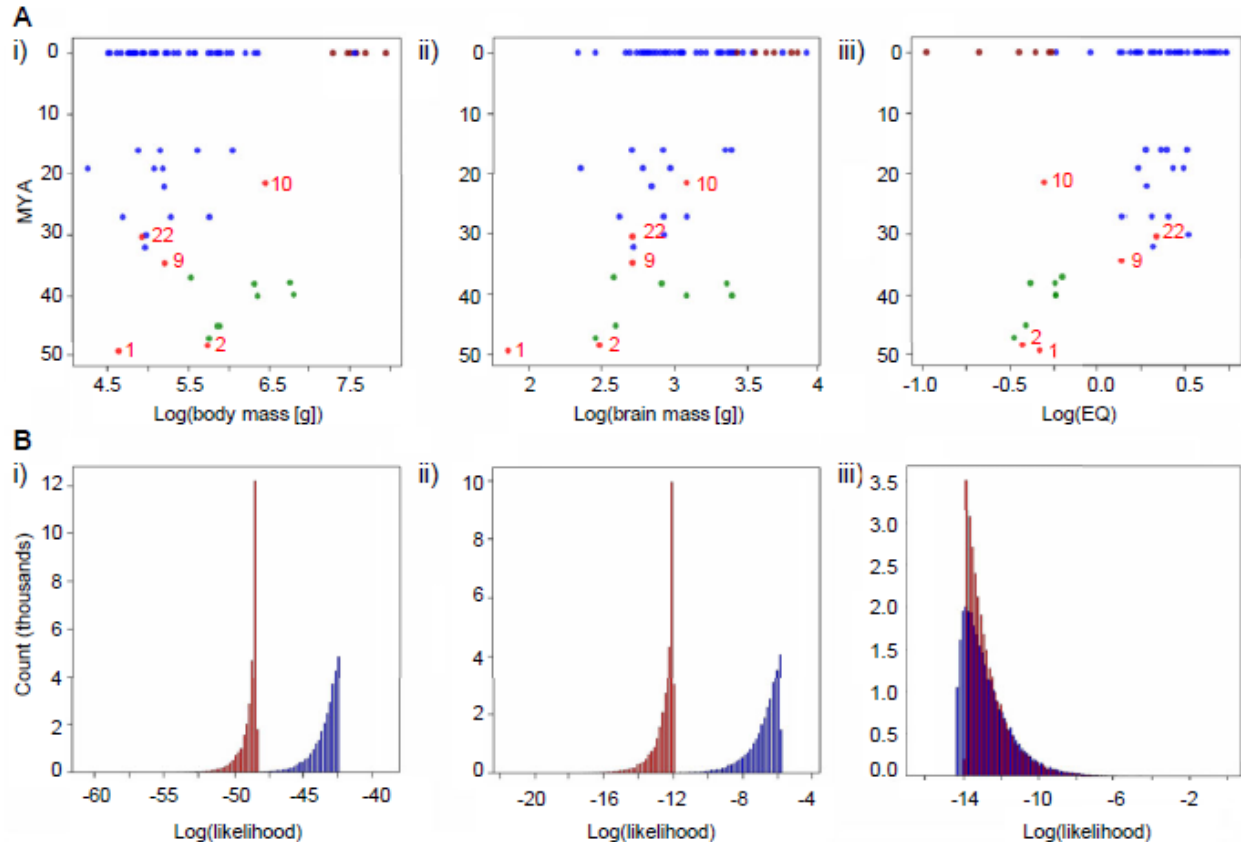 A
i) ii) iii)
MYA
0 0 0
10 10 10
20 20 20
30 30 30
40 40 40
50 50 50
10 10 10
22 22 22
9 9 9
1 2 1 2 2 1
4.5 5.5 6.5 7.5 2 2.5 3 3.5 4 -1.0 -0.5 0.0 0.5
Log(body mass [g]) Log(brain mass [g]) Log(EQ)
B
i) ii) iii)
Count (thousands)
12 10 3.5
10 8 3.0
8 6 2.5
6 4 2.0
4 2 1.5
2 0 1.0
0 0.5
0.0
-60 -50 -40 -20 -16 -12 -8 -4 -14 -10 -6 -2
Log(likelihood) Log(likelihood) Log(likelihood)